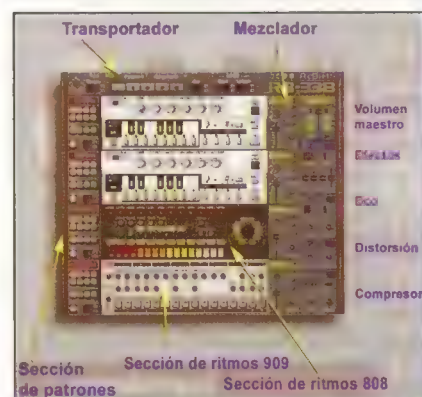 Transportador Mezclador
Volumen
maestro
Eco
Distorsión
Compresor
Sección
de patrones
Sección de ritmos 909
Sección de ritmos 808